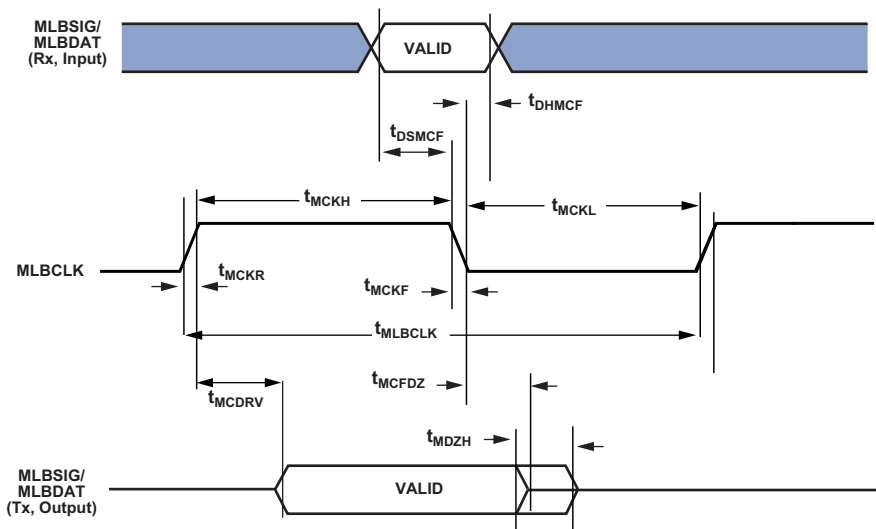 MLBSIG/
MLBDAT
(Rx, Input)
VALID
tDHMCF
tDSMCF
tMCKH
tMCKL
MLBCLK
tMCKR
tMCKF
tMLBCLK
tMCFDZ
tMCDRV
tMDZH
MLBSIG/
MLBDAT
(Tx, Output)
VALID